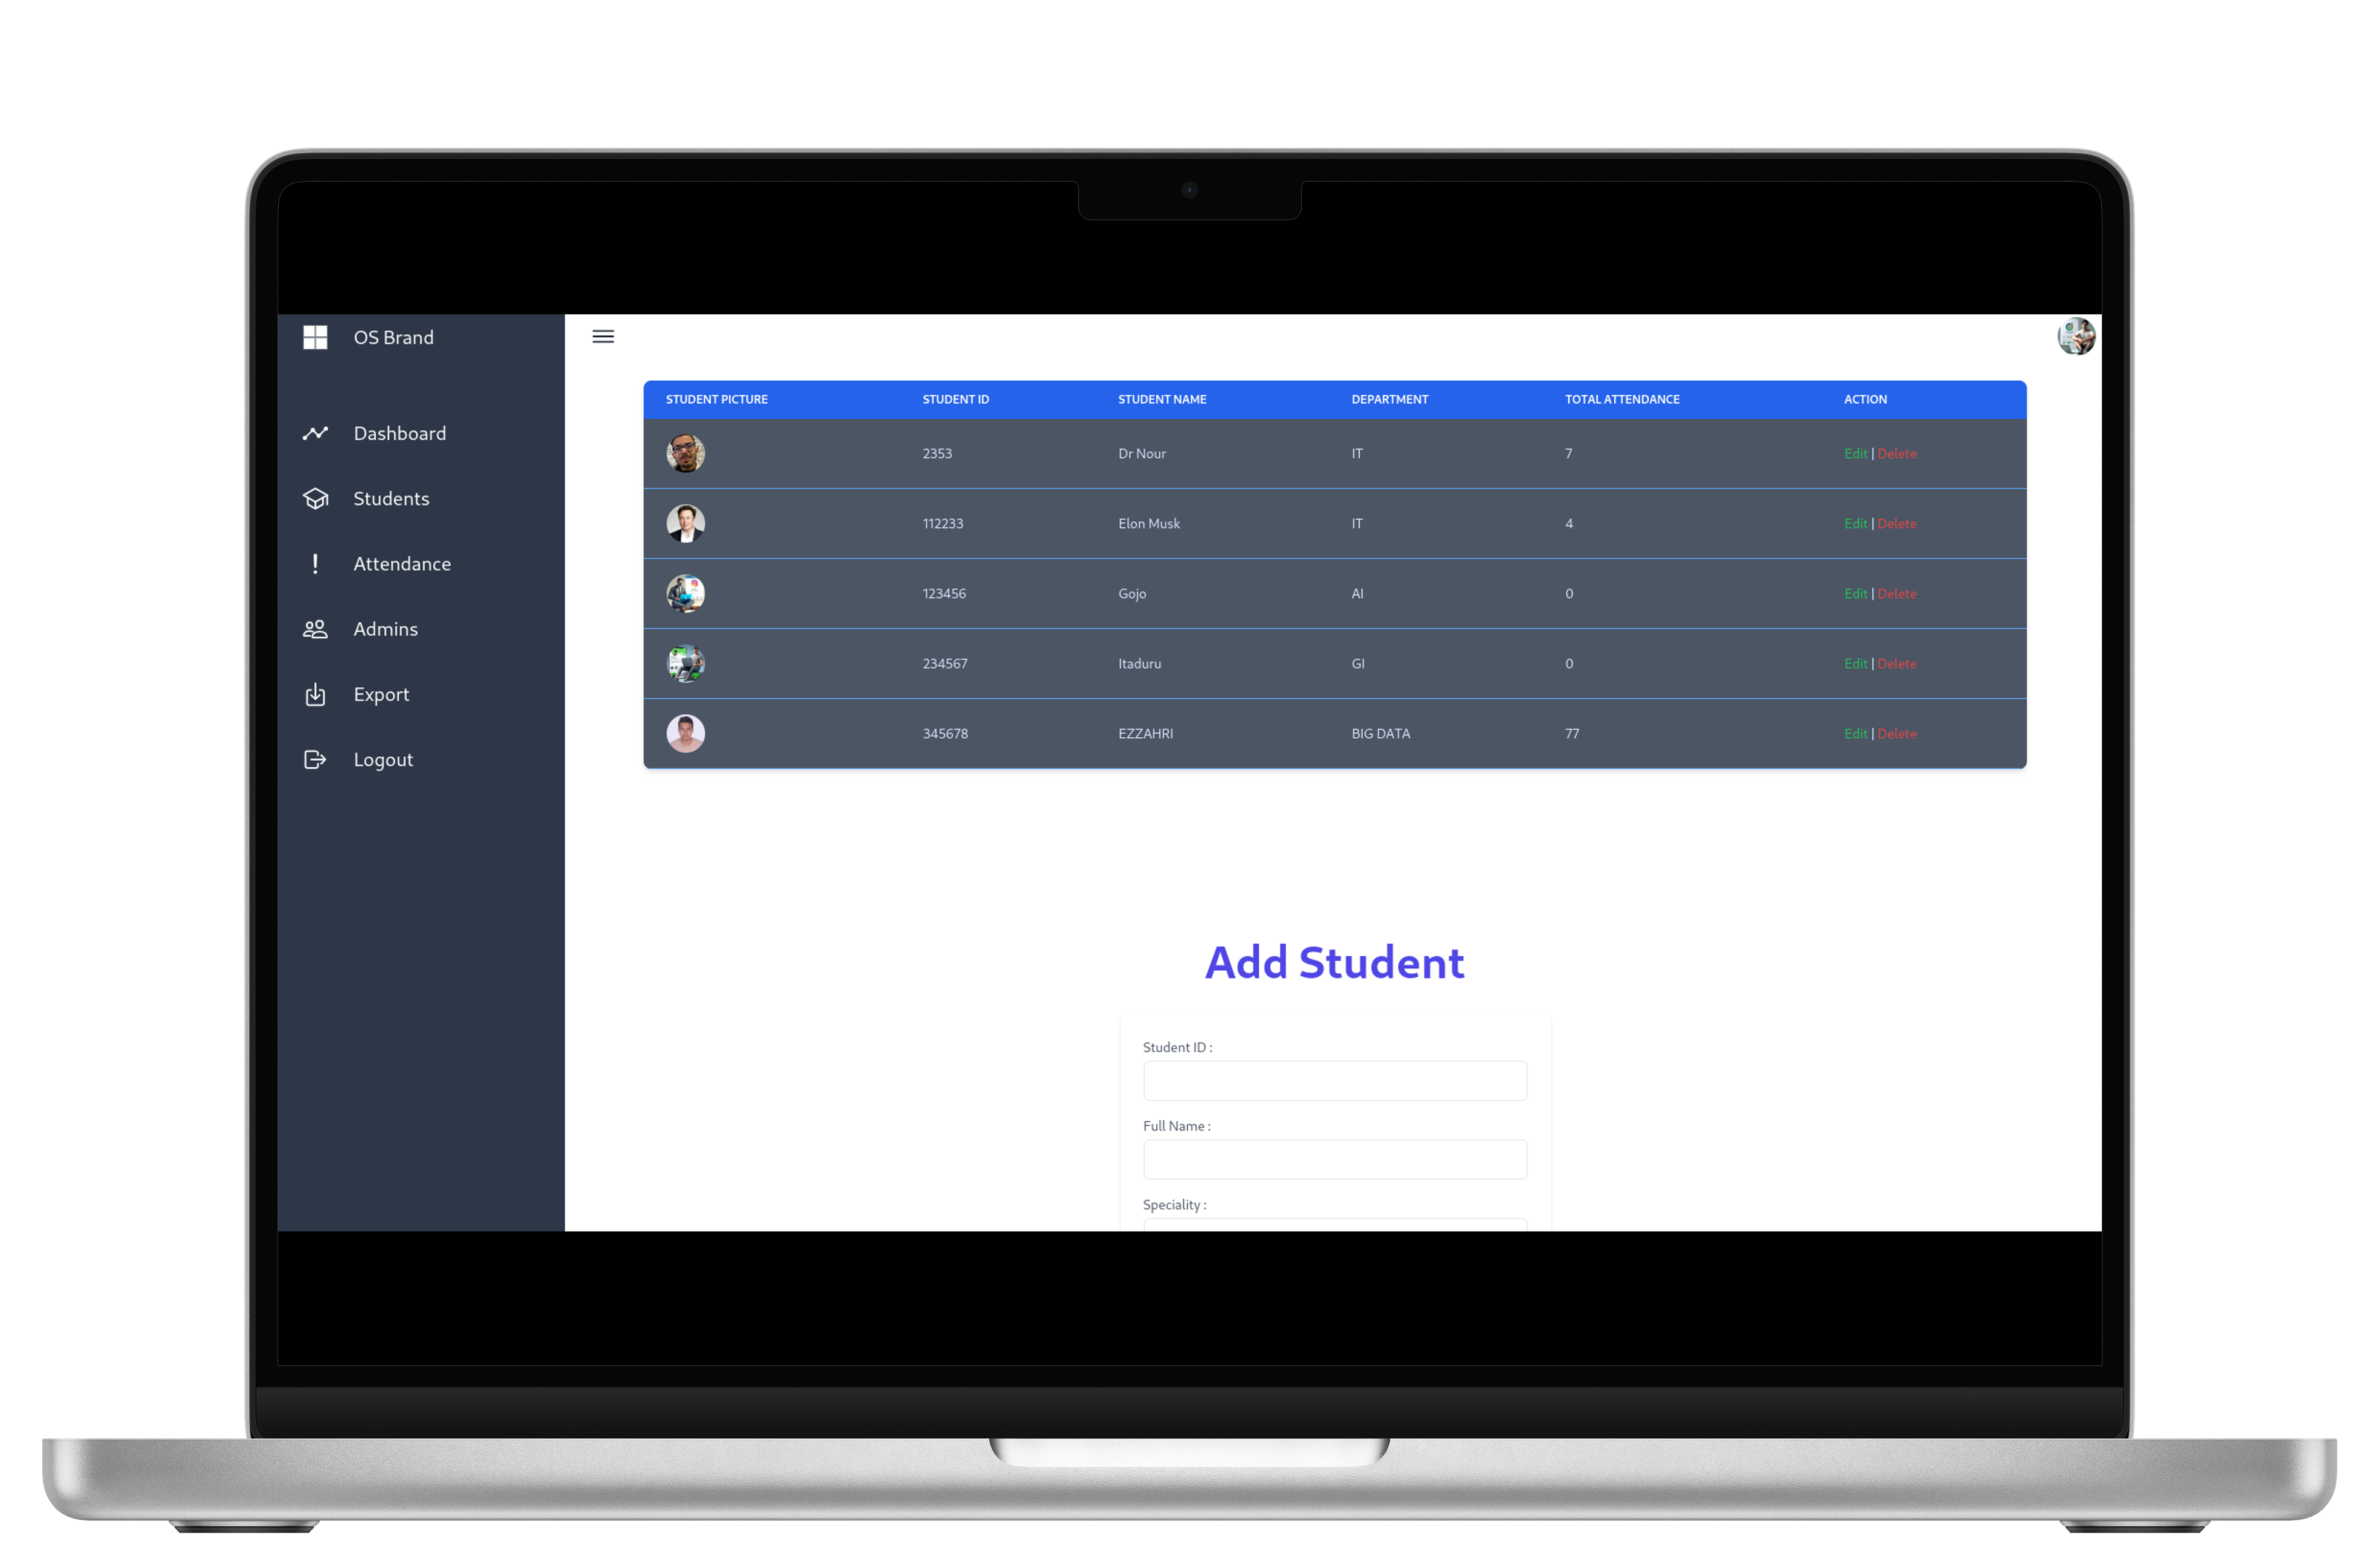 OS Brand
Dashboard
Students
Attendance
Admins
Export
Logout
STUDENT PICTURE STUDENT ID STUDENT NAME DEPARTMENT TOTAL ATTENDANCE ACTION
2353 Dr Nour IT 7 Edit | Delete
112233 Elon Musk IT 4 Edit | Delete
123456 Gojo AI 0 Edit | Delete
234567 Itaduru GI 0 Edit | Delete
345678 EZZAHRI BIG DATA 77 Edit | Delete
Add Student
Student ID :
Full Name :
Speciality :